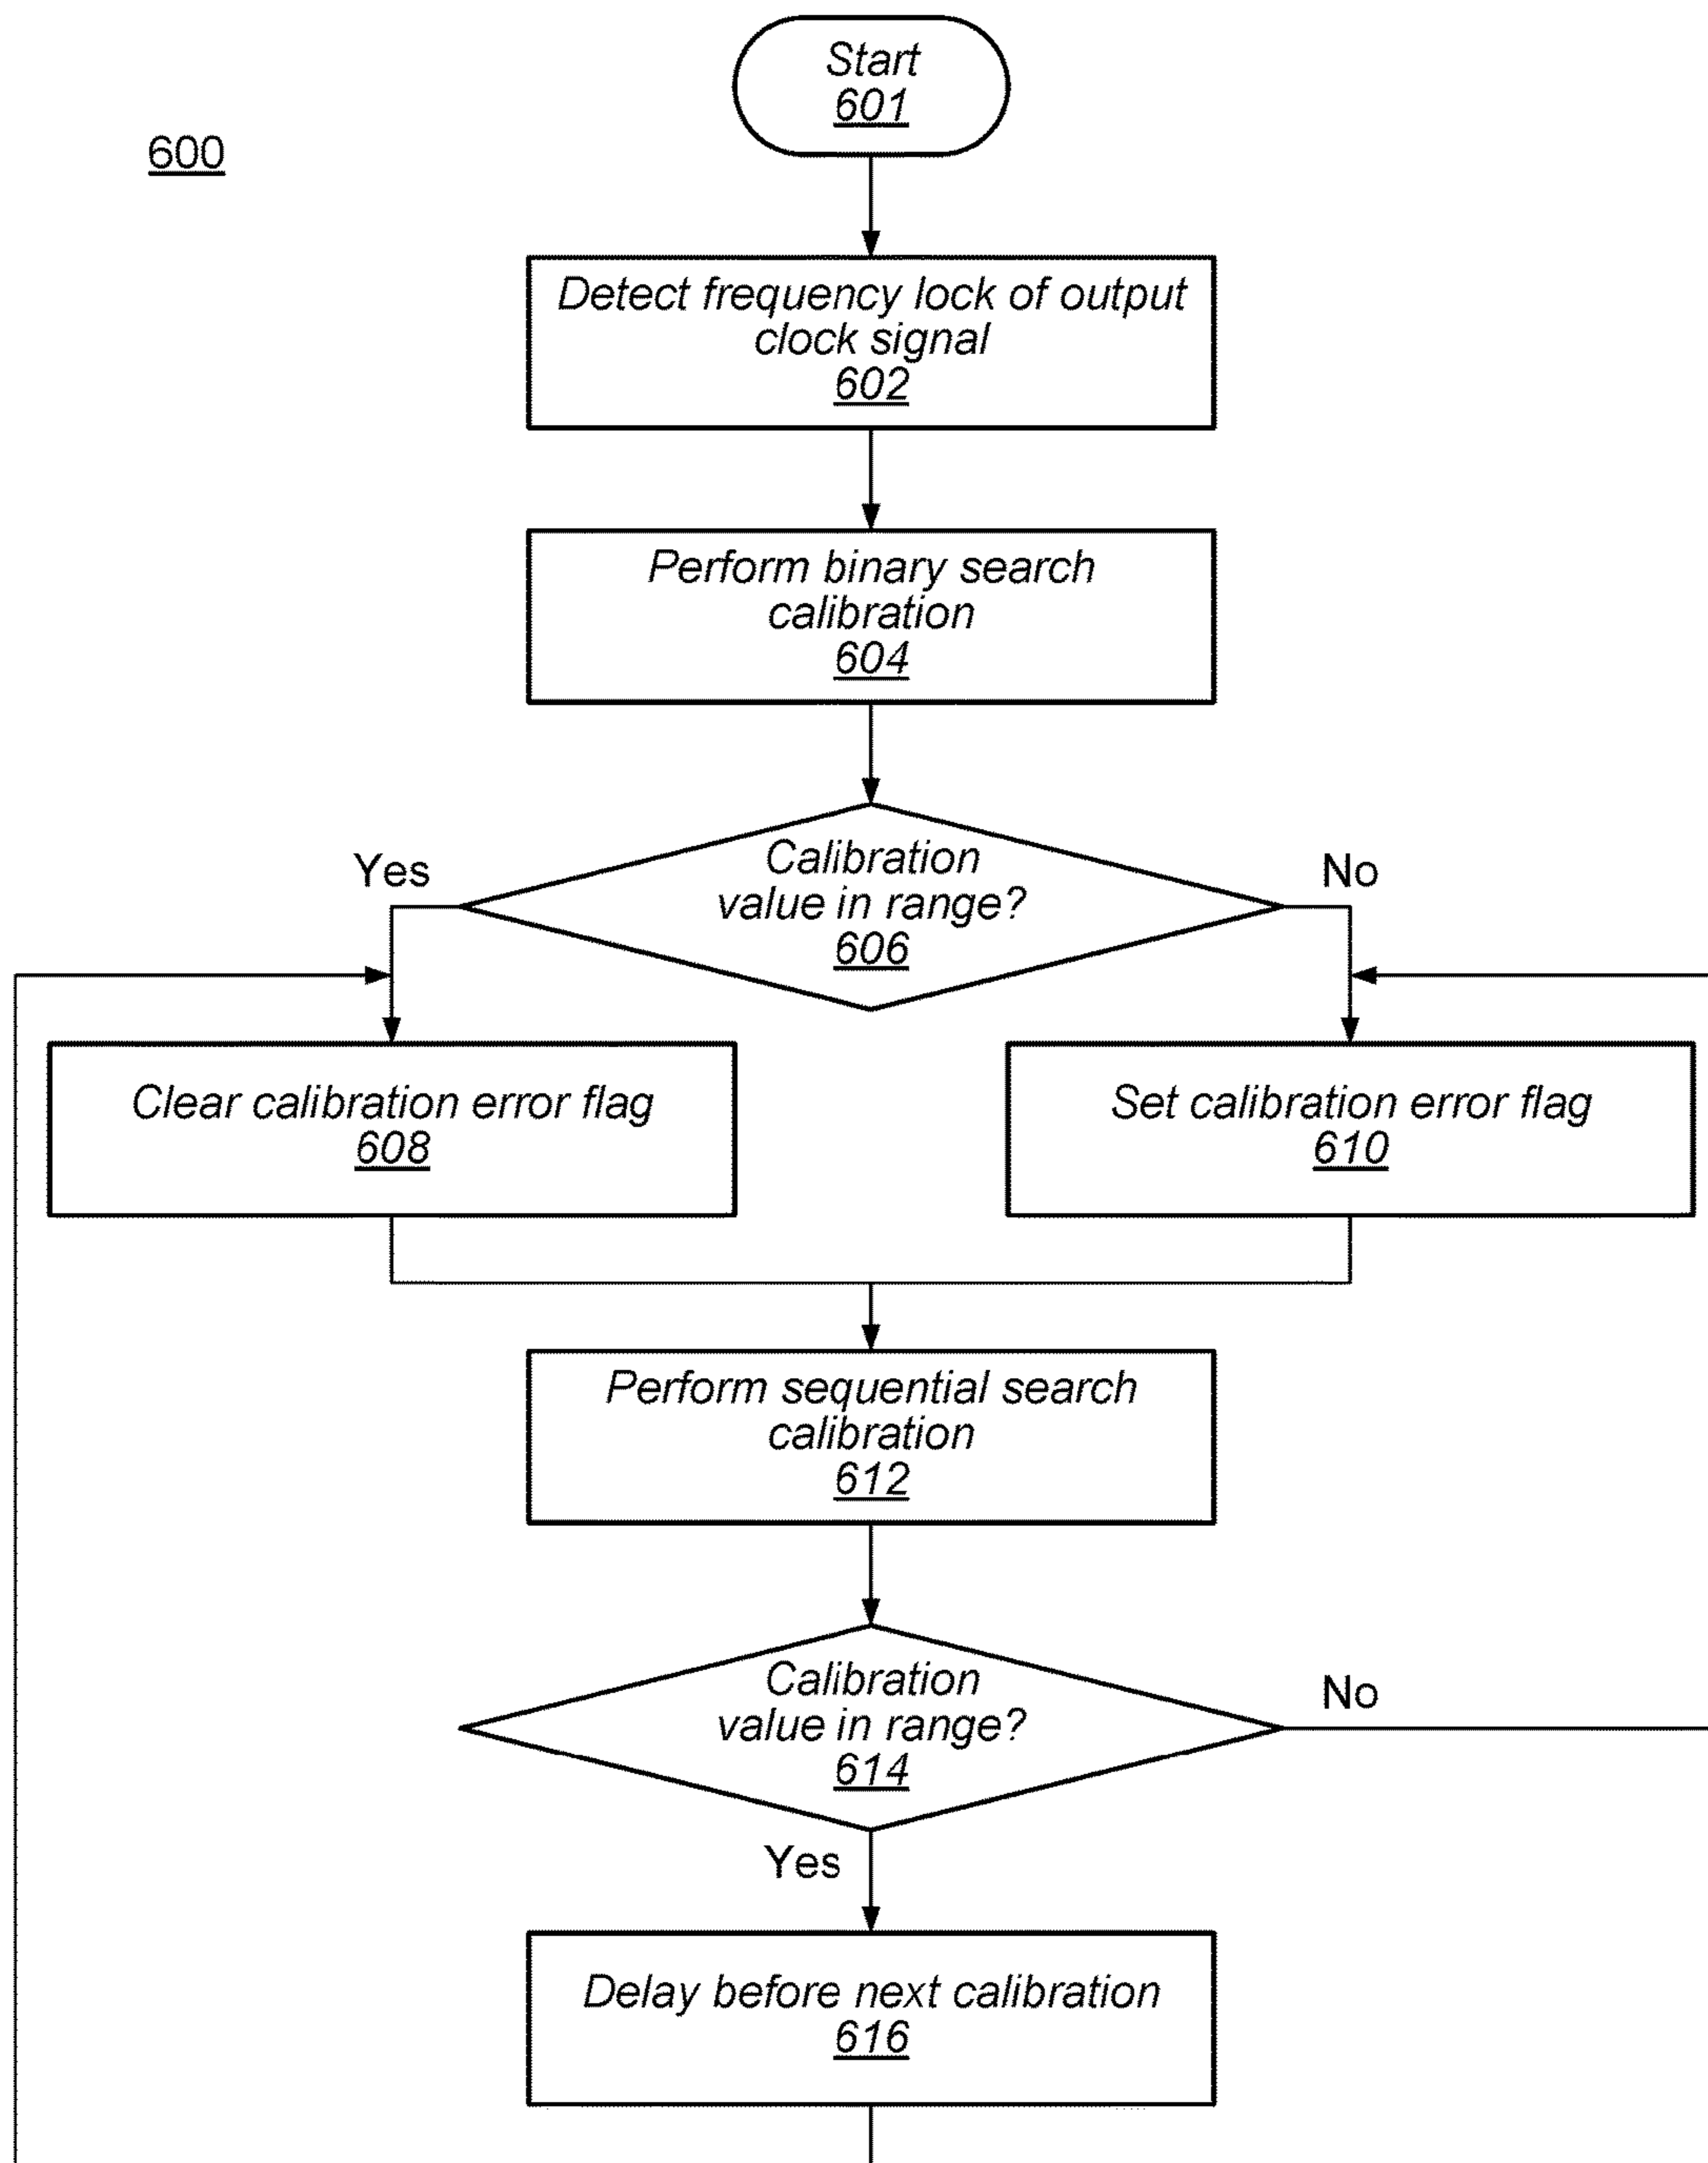 Start
601
600
Detect frequency lock of output
clock signal
602
Perform binary search
calibration
604
Yes
Calibration
value in range?
606
No
Clear calibration error flag
608
Set calibration error flag
610
Perform sequential search
calibration
612
Calibration
value in range?
614
No
Yes
Delay before next calibration
616